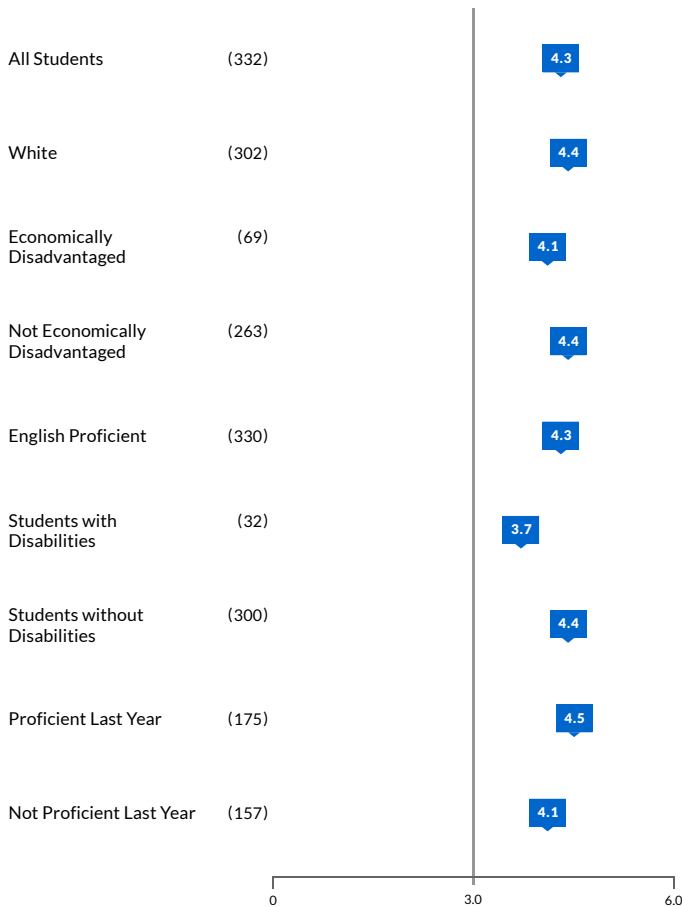 All Students (332) 4.3
White (302) 4.4
Economically (69)
Disadvantaged 4.1
Not Economically (263)
Disadvantaged 4.4
English Proficient (330) 4.3
Students with (32)
Disabilities 3.7
Students without (300)
Disabilities 4.4
Proficient Last Year (175) 4.5
Not Proficient Last Year (157) 4.1
0 3.0 6.0